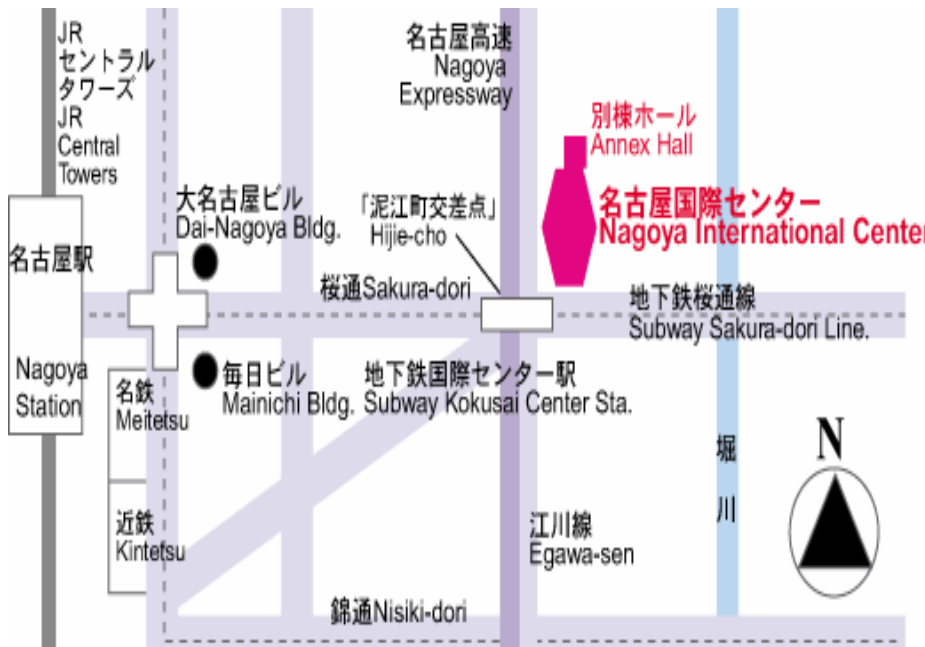 JR
セントラル
タワーズ
JR
Central
Towers
名古屋高速
Nagoya
Expressway
別棟ホール
Annex Hall
大名古屋ビル
Dai-Nagoya Bldg.
「泥江町交差点」
Hijie-cho
名古屋国際センター
Nagoya International Center
名古屋駅
桜通Sakura-dori
地下鉄桜通線
Subway Sakura-dori Line.
Nagoya
Station
名鉄
Meitetsu
毎日ビル
Mainichi Bldg.
地下鉄国際センター駅
Subway Kokusai Center Sta.
堀
川
N
近鉄
Kintetsu
江川線
Egawa-sen
錦通Nisiki-dori